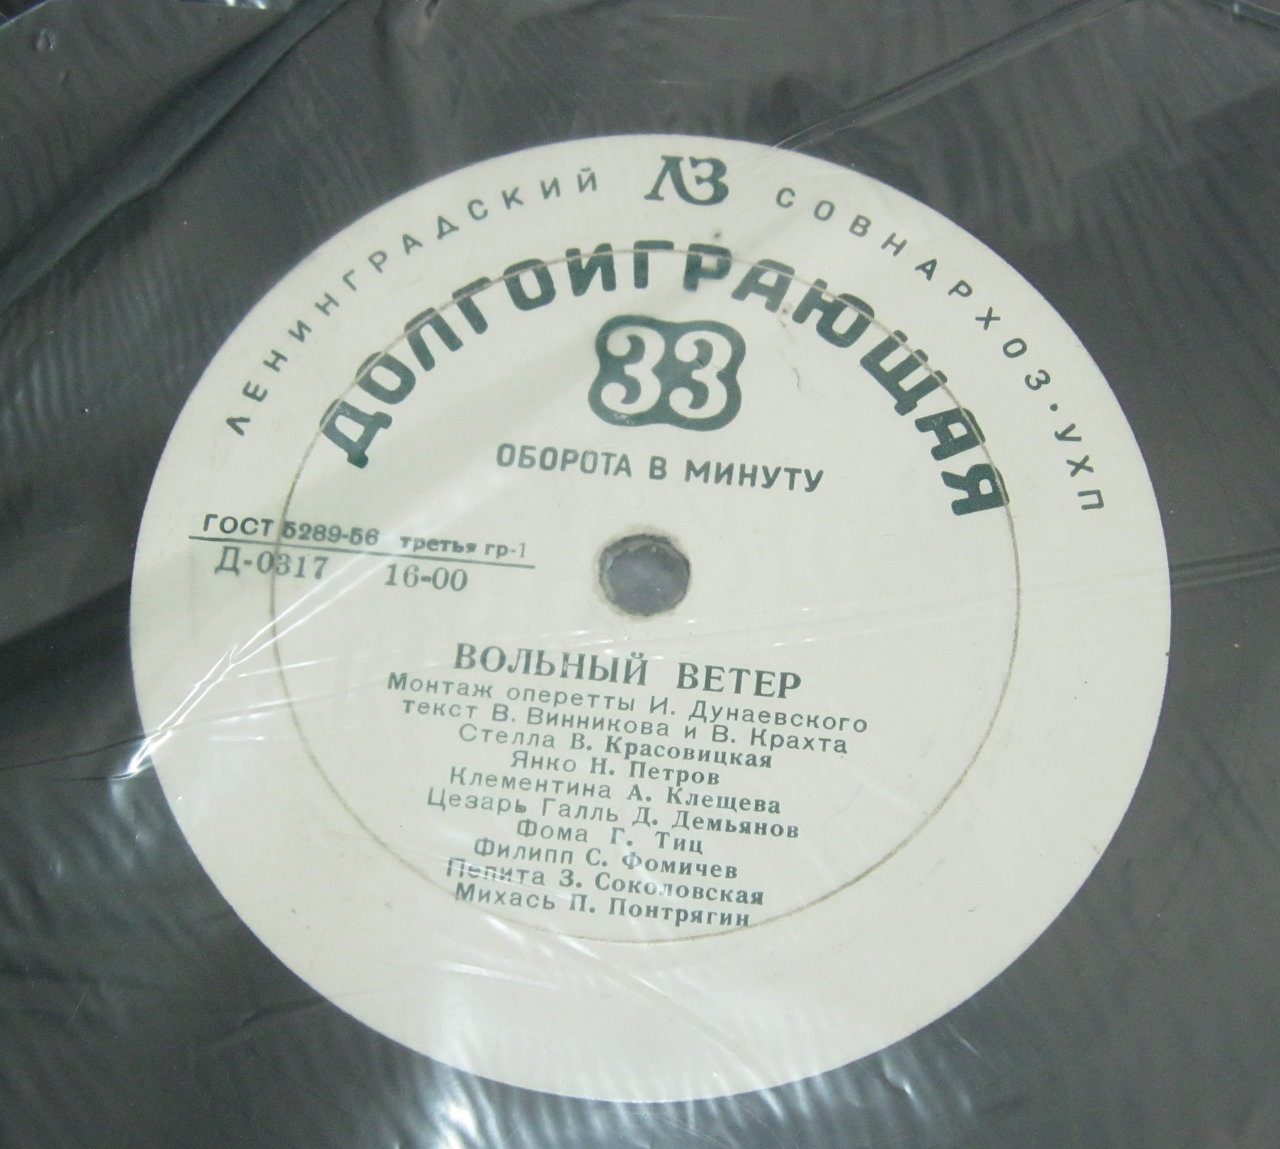 ЛЕНИНГРАДСКИЙ ЛЗ СОВНАРХОЗ · УХП
ДОЛГОИГРАЮЩАЯ
33
ОБОРОТА В МИНУТУ
ГОСТ 5289-56 третья гр-1
Д-0317 16-00
ВОЛЬНЫЙ ВЕТЕР
Монтаж оперетты И. Дунаевского
текст В. Винникова и В. Крахта
Стелла В. Красовицкая
Янко Н. Петров
Клементина А. Клещева
Цезарь Галль Д. Демьянов
Фома Г. Тиц
Филипп С. Фомичев
Пепита З. Соколовская
Михась П. Понтрягин